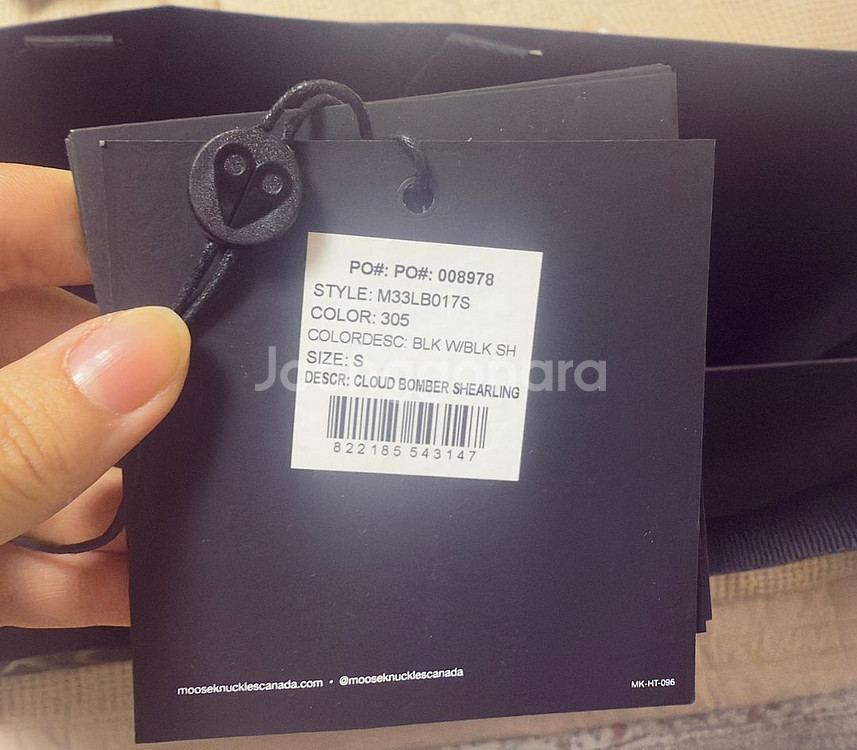 PO#: PO#: 008978
STYLE: M33LB017S
COLOR: 305
COLORDESC: BLK W/BLK SH
SIZE: S
DESCR: CLOUD BOMBER SHEARLING
822185 543147
mooseknucklescanada.com • @mooseknucklescanada
MK-HT-096